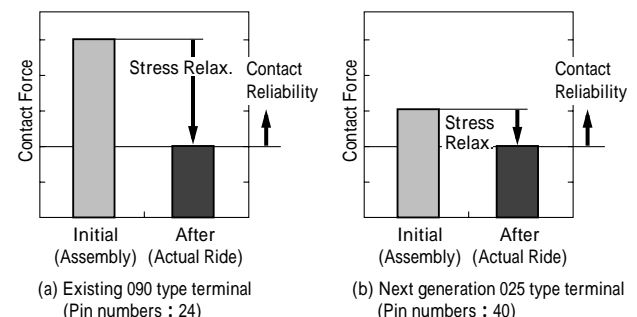 Contact Force
Stress Relax.
Contact
Reliability
Initial
(Assembly)
After
(Actual Ride)
(a) Existing 090 type terminal
(Pin numbers : 24)
Contact Force
Stress
Relax.
Contact
Reliability
Initial
(Assembly)
After
(Actual Ride)
(b) Next generation 025 type terminal
(Pin numbers : 40)